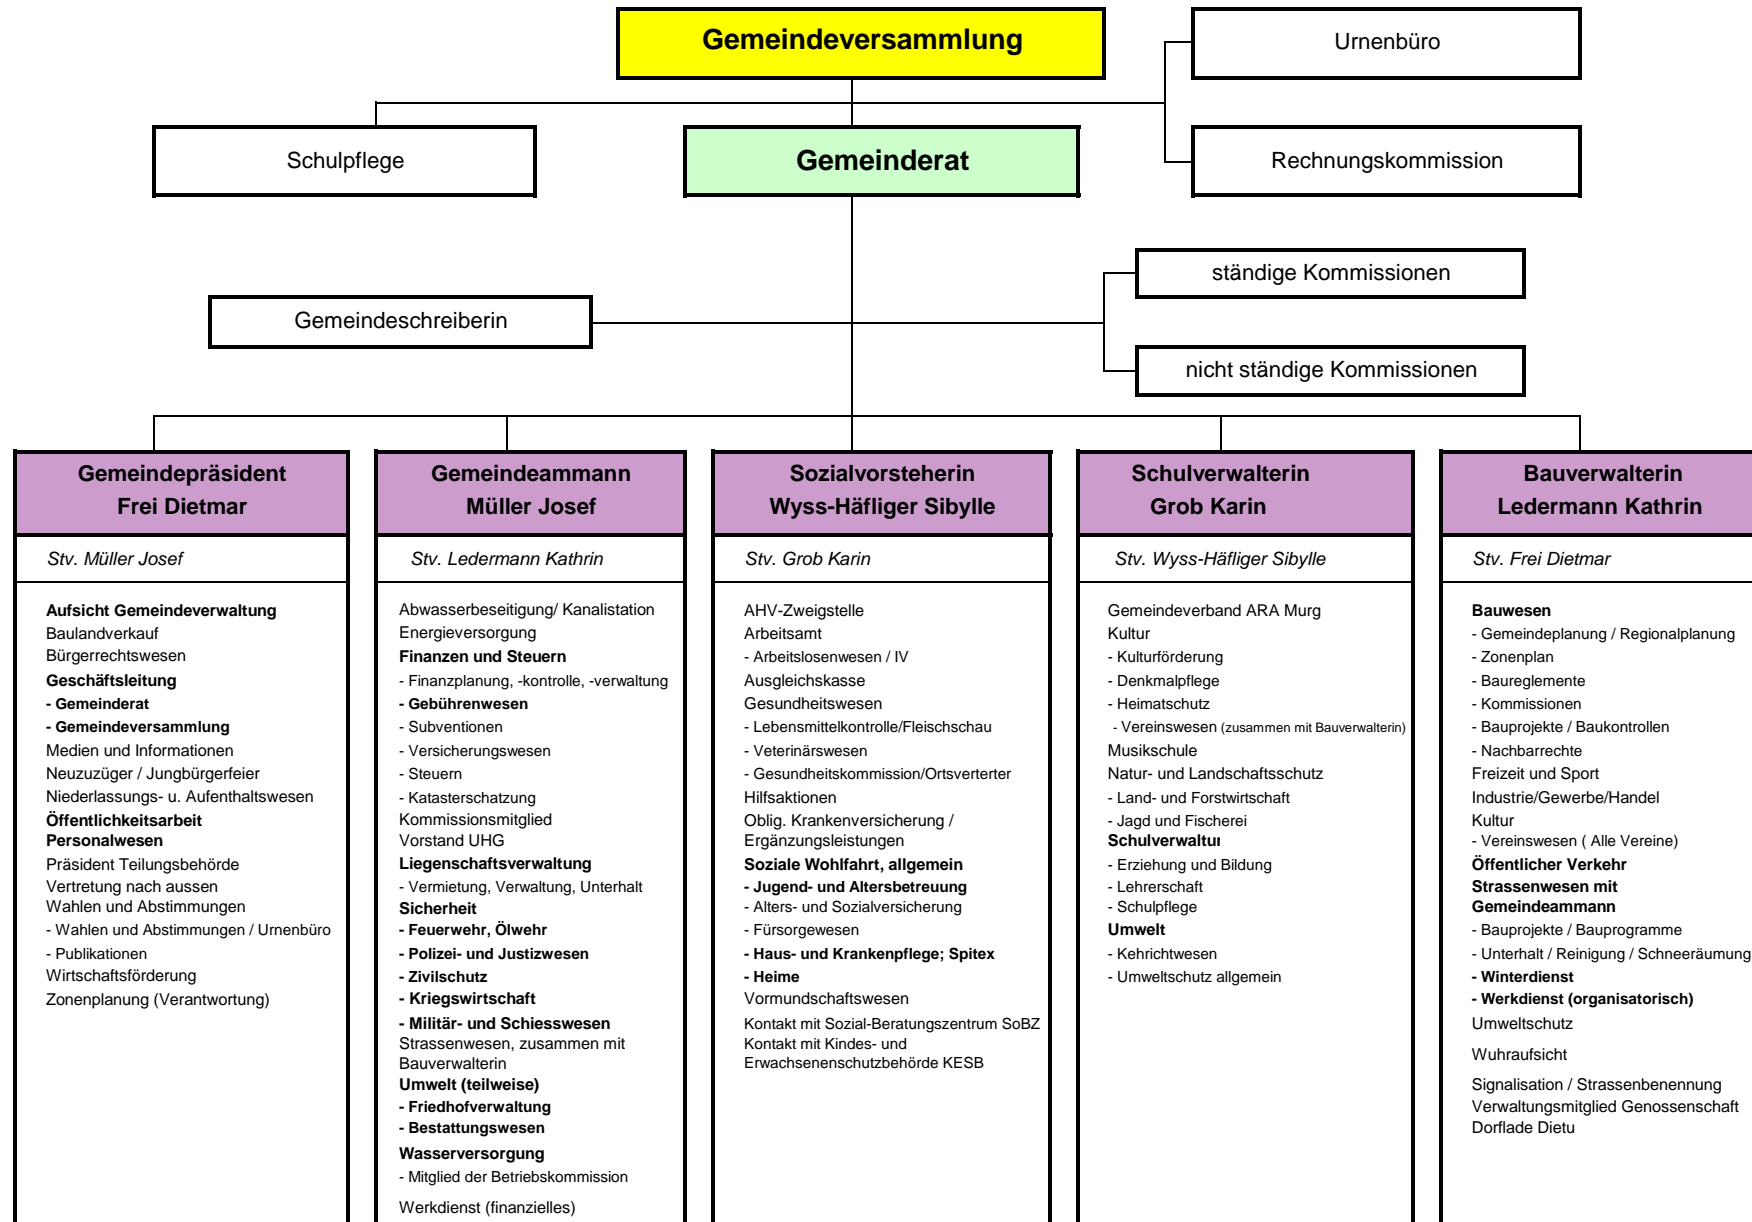 Gemeindeversammlung
Urnenbüro
Schulpflege
Gemeinderat
Rechnungskommission
ständige Kommissionen
Gemeindeschreiberin
nicht ständige Kommissionen
Gemeindepräsident
Frei Dietmar
Stv. Müller Josef
Aufsicht Gemeindeverwaltung
Baulandverkauf
Bürgerrechtswesen
Geschäftsleitung
- Gemeinderat
- Gemeindeversammlung
Medien und Informationen
Neuzuzüger / Jungbürgerfeier
Niederlassungs- u. Aufenthaltswesen
Öffentlichkeitsarbeit
Personalwesen
Präsident Teilungsbehörde
Vertretung nach aussen
Wahlen und Abstimmungen
- Wahlen und Abstimmungen / Urnenbüro
- Publikationen
Wirtschaftsförderung
Zonenplanung (Verantwortung)
Gemeindeammann
Müller Josef
Stv. Ledermann Kathrin
Abwasserbeseitigung/ Kanalistation
Energieversorgung
Finanzen und Steuern
- Finanzplanung, -kontrolle, -verwaltung
- Gebührenwesen
- Subventionen
- Versicherungswesen
- Steuern
- Katasterschatzung
Kommissionsmitglied
Vorstand UHG
Liegenschaftsverwaltung
- Vermietung, Verwaltung, Unterhalt
Sicherheit
- Feuerwehr, Ölwehr
- Polizei- und Justizwesen
- Zivilschutz
- Kriegswirtschaft
- Militär- und Schiesswesen
Strassenwesen, zusammen mit
Bauverwalterin
Umwelt (teilweise)
- Friedhofverwaltung
- Bestattungswesen
Wasserversorgung
- Mitglied der Betriebskommission
Werkdienst (finanzielles)
Sozialvorsteherin
Wyss-Häfliger Sibylle
Stv. Grob Karin
AHV-Zweigstelle
Arbeitsamt
- Arbeitslosenwesen / IV
Ausgleichskasse
Gesundheitswesen
- Lebensmittelkontrolle/Fleischschau
- Veterinärswesen
- Gesundheitskommission/Ortsverterter
Hilfsaktionen
Oblig. Krankenversicherung /
Ergänzungsleistungen
Soziale Wohlfahrt, allgemein
- Jugend- und Altersbetreuung
- Alters- und Sozialversicherung
- Fürsorgewesen
- Haus- und Krankenpflege; Spitex
- Heime
Vormundschaftswesen
Kontakt mit Sozial-Beratungszentrum SoBZ
Kontakt mit Kindes- und
Erwachsenenschutzbehörde KESB
Schulverwalterin
Grob Karin
Stv. Wyss-Häfliger Sibylle
Gemeindeverband ARA Murg
Kultur
- Kulturförderung
- Denkmalpflege
- Heimatschutz
- Vereinswesen (zusammen mit Bauverwalterin)
Musikschule
Natur- und Landschaftsschutz
- Land- und Forstwirtschaft
- Jagd und Fischerei
Schulverwaltu
- Erziehung und Bildung
- Lehrerschaft
- Schulpflege
Umwelt
- Kehrichtwesen
- Umweltschutz allgemein
Bauverwalterin
Ledermann Kathrin
Stv. Frei Dietmar
Bauwesen
- Gemeindeplanung / Regionalplanung
- Zonenplan
- Baureglemente
- Kommissionen
- Bauprojekte / Baukontrollen
- Nachbarrechte
Freizeit und Sport
Industrie/Gewerbe/Handel
Kultur
- Vereinswesen ( Alle Vereine)
Öffentlicher Verkehr
Strassenwesen mit
Gemeindeammann
- Bauprojekte / Bauprogramme
- Unterhalt / Reinigung / Schneeräumung
- Winterdienst
- Werkdienst (organisatorisch)
Umweltschutz
Wuhraufsicht
Signalisation / Strassenbenennung
Verwaltungsmitglied Genossenschaft
Dorflade Dietu